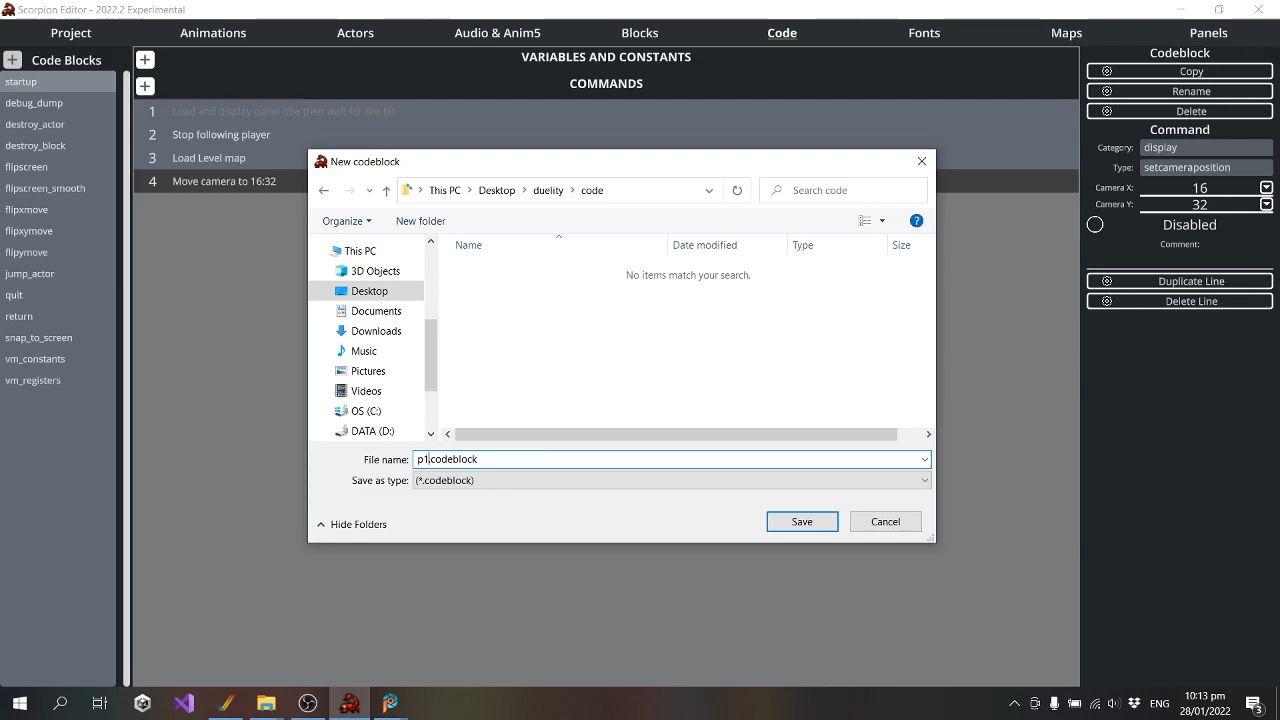 Scorpion Editor - 2022.2 Experimental
Project Animations Actors Audio & Anim5 Blocks Code Fonts Maps Panels
+ Code Blocks
startup
debug_dump
destroy_actor
destroy_block
flipscreen
flipscreen_smooth
flipxmove
flipxymove
flipymove
jump_actor
quit
return
snap_to_screen
vm_constants
vm_registers
+ VARIABLES AND CONSTANTS
+ COMMANDS
1 Load and display panel title then wait for fire hit
2 Stop following player
3 Load Level map
4 Move camera to 16:32
New codeblock
This PC > Desktop > duelity > code
Search code
Organize
New folder
?
This PC
3D Objects
Desktop
Documents
Downloads
Music
Pictures
Videos
OS (C:)
DATA (D:)
Name Date modified Type Size
No items match your search.
File name: p1.codeblock
Save as type: (*.codeblock)
Hide Folders
Save
Cancel
Codeblock
Copy
Rename
Delete
Command
Category: display
Type: setcameraposition
Camera X: 16
Camera Y: 32
Disabled
Comment:
Duplicate Line
Delete Line
ENG
10:13 pm
28/01/2022
3